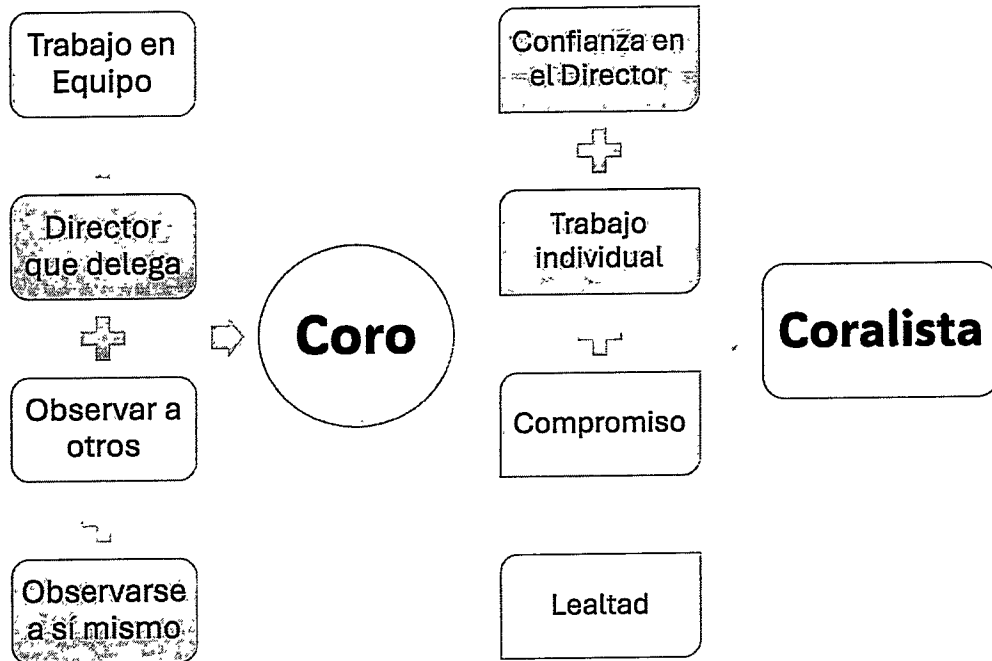 Trabajo en
Equipo
Director
que delega
Observar a
otros
Observarse
a sí mismo
Coro
Confianza en
el Director
Trabajo
individual
Compromiso
Lealtad
Coralista